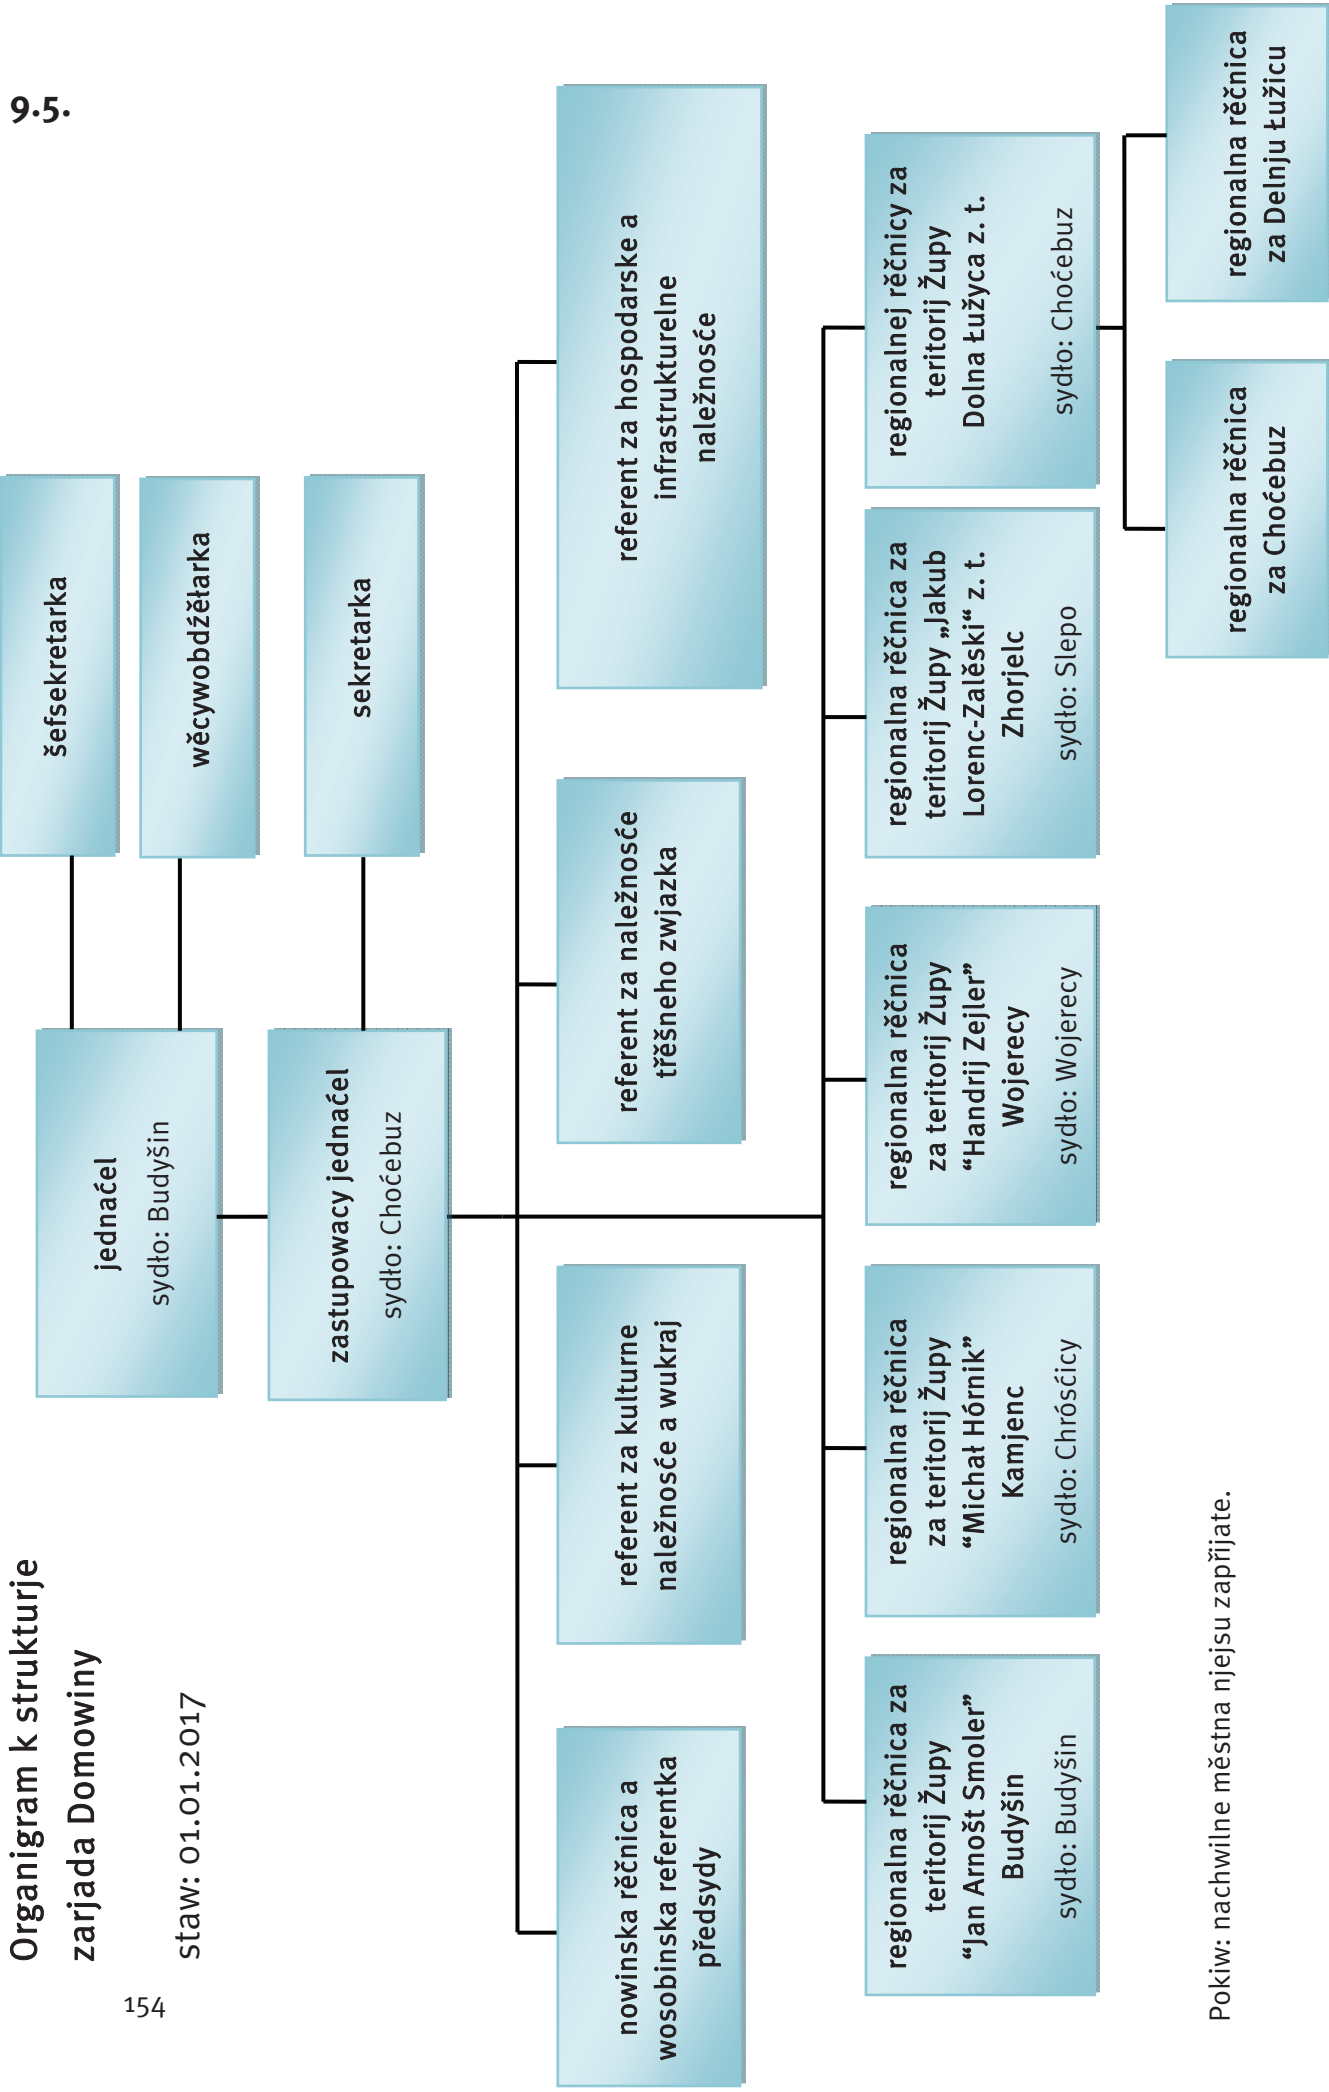 9.5.
Organigram k strukturje
zarjada Domowiny
staw: 01.01.2017
154
jednaćel
sydło: Budyšin
šefsekretarka
wěcywobdźěłarka
zastupowacy jednaćel
sydło: Choćebuz
sekretarka
nowinska rěčnica a
wosobinska referentka
předsydy
referent za kulturne
naležnosće a wukraj
referent za naležnosće
třěšneho zwjazka
referent za hospodarske a
infrastrukturelne
naležnosće
regionalna rěčnica za
teritorij Župy
“Jan Arnošt Smoler”
Budyšin
sydło: Budyšin
regionalna rěčnica
za teritorij Župy
“Michał Hórnik”
Kamjenc
sydło: Chrósćicy
regionalna rěčnica
za teritorij Župy
“Handrij Zejler”
Wojerecy
sydło: Wojerecy
regionalna rěčnica za
teritorij Župy „Jakub
Lorenc-Zalěski“ z. t.
Zhorjelc
sydło: Slepo
regionalnej rěčnicy za
teritorij Župy
Dolna Łužyca z. t.
sydło: Choćebuz
regionalna rěčnica
za Choćebuz
regionalna rěčnica
za Delnju Łužicu
Pokiw: nachwilne městna njejsu zapřijate.